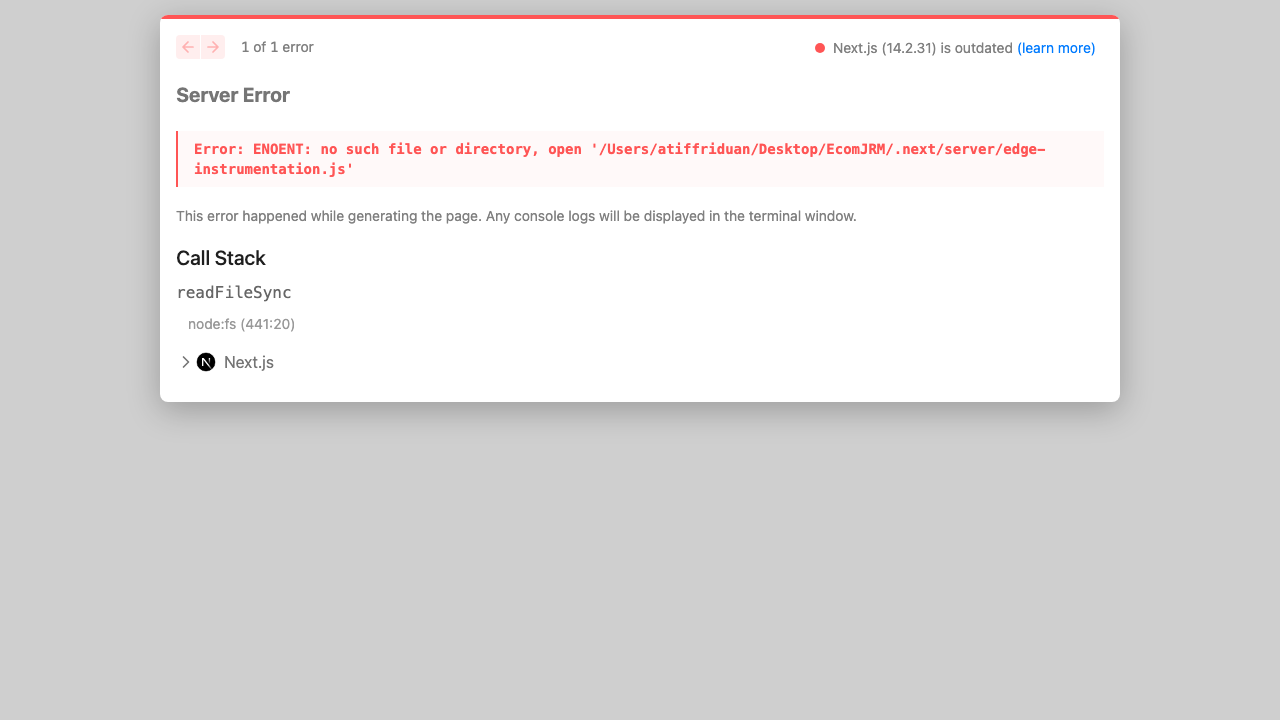 1 of 1 error
Next.js (14.2.31) is outdated (learn more)
Server Error
Error: ENOENT: no such file or directory, open '/Users/atiffriduan/Desktop/EcomJRM/.next/server/edge-
instrumentation.js'
This error happened while generating the page. Any console logs will be displayed in the terminal window.
Call Stack
readFileSync
node:fs (441:20)
Next.js